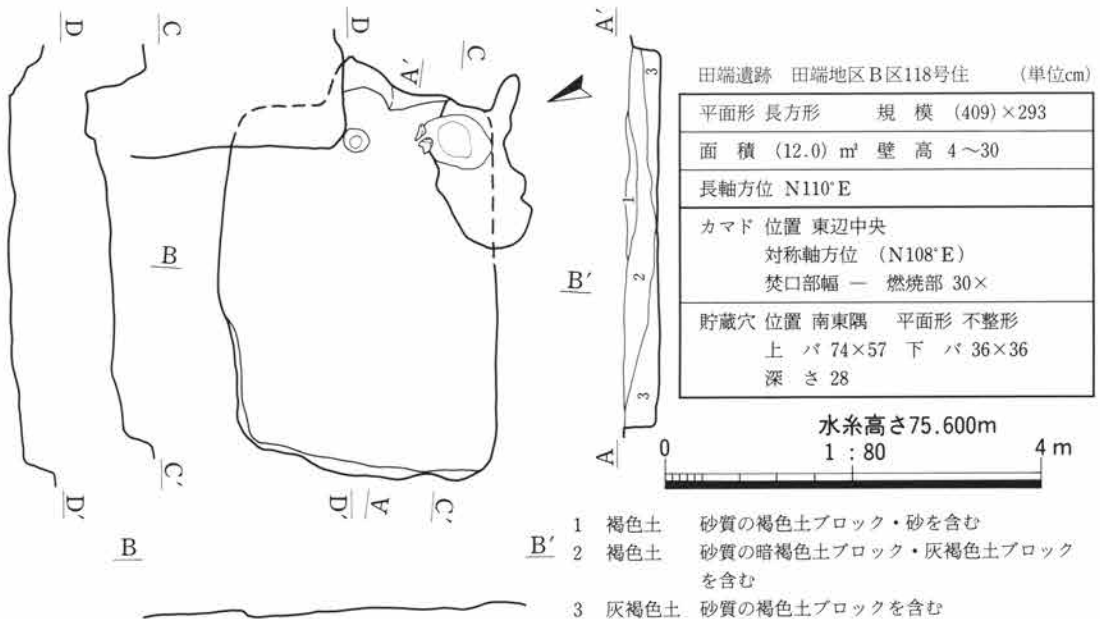 D
C
D
C
A′
A′
3
1
2
3
A
B
B′
C′
D′
D′
A
C′
B
B′
田端遺跡 田端地区B区118号住 (単位cm)
平面形 長方形 規 模 (409)×293
面 積 (12.0) ㎡ 壁 高 4～30
長軸方位 N110°E
カマド 位置 東辺中央
対称軸方位 (N108°E)
焚口部幅 — 燃焼部 30×
貯蔵穴 位置 南東隅 平面形 不整形
上 バ 74×57 下 バ 36×36
深 さ 28
水糸高さ75.600m
0 1：80 4 m
1 褐色土 砂質の褐色土ブロック・砂を含む
2 褐色土 砂質の暗褐色土ブロック・灰褐色土ブロック
を含む
3 灰褐色土 砂質の褐色土ブロックを含む